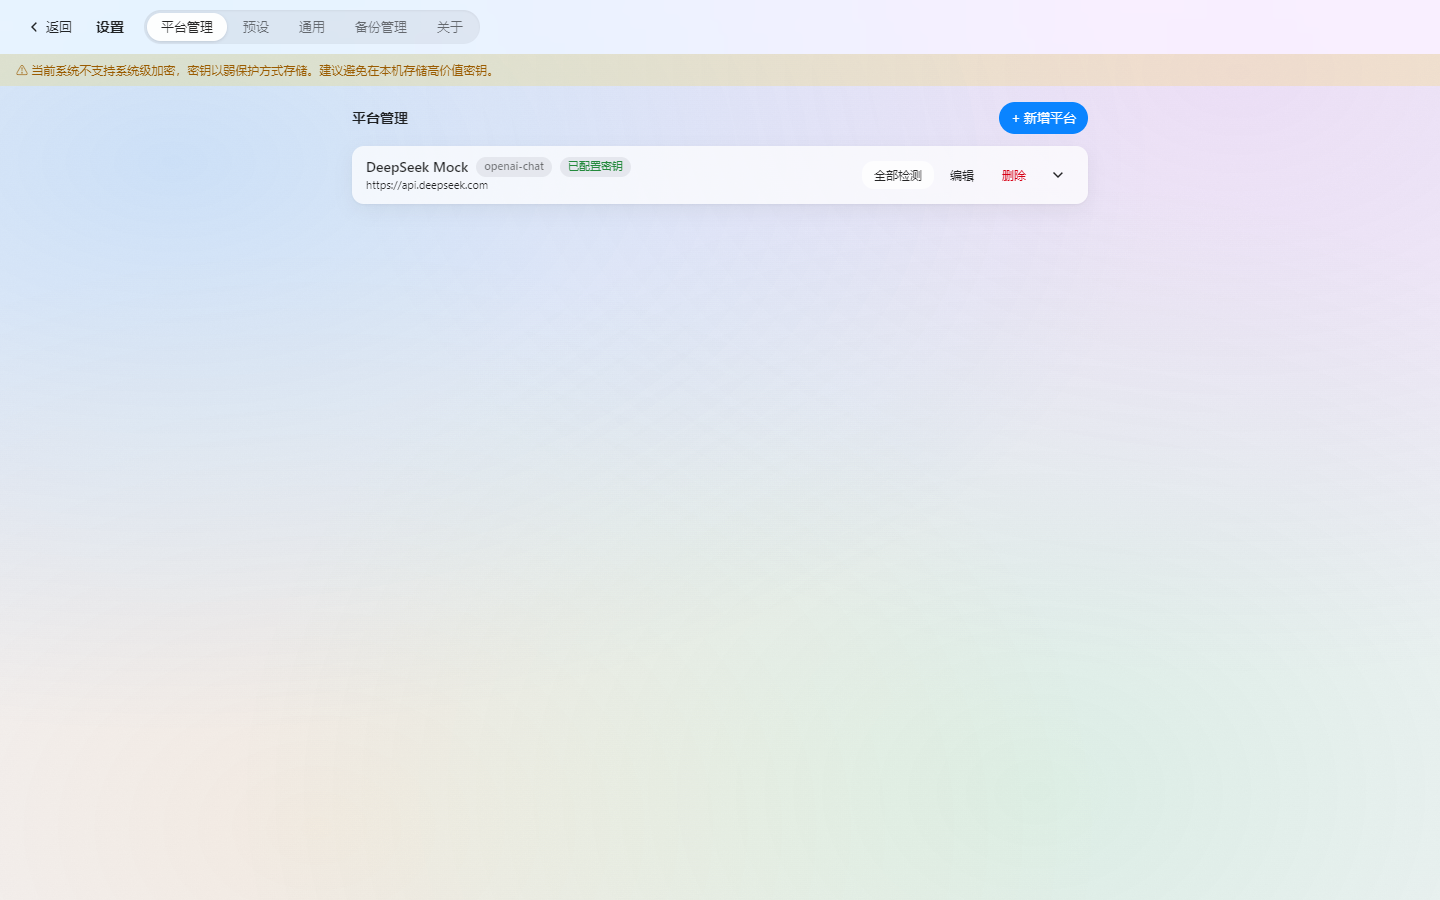 返回 设置 平台管理 预设 通用 备份管理 关于
⚠ 当前系统不支持系统级加密，密钥以弱保护方式存储。建议避免在本机存储高价值密钥。
平台管理 + 新增平台
DeepSeek Mock openai-chat 已配置密钥 全部检测 编辑 删除
https://api.deepseek.com